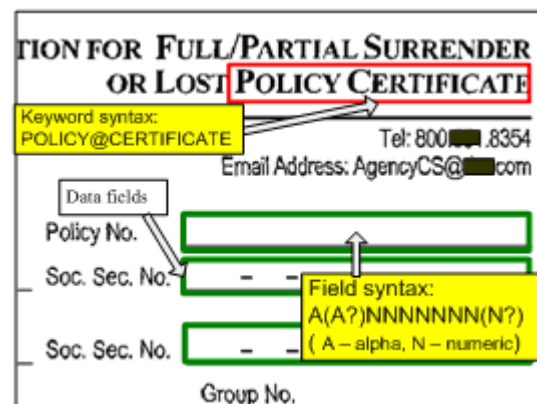 TION FOR FULL/PARTIAL SURRENDER
OR LOST POLICY CERTIFICATE
Keyword syntax:
POLICY@CERTIFICATE
Tel: 800 .8354
Email Address: AgencyCS@ com
Data fields
Policy No.
Soc. Sec. No. – –
Field syntax:
A(A?)NNNNNNN(N?)
( A – alpha, N – numeric)
Soc. Sec. No. – –
Group No.